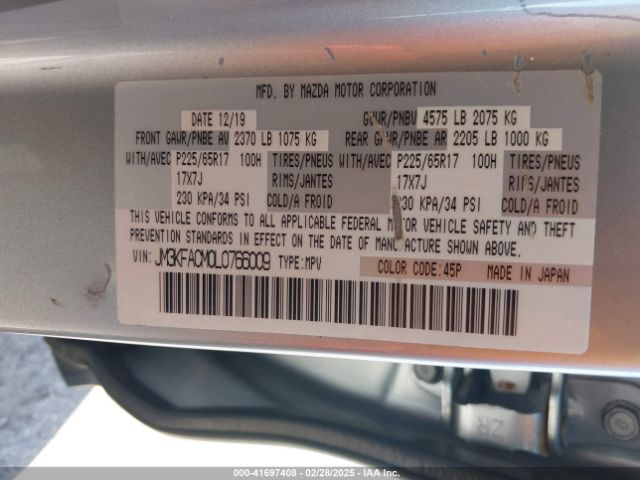 MFD. BY MAZDA MOTOR CORPORATION
DATE 12/19 GVWR/PNBV 4575 LB 2075 KG
FRONT GAWR/PNBE AV 2370 LB 1075 KG REAR GAWR/PNBE AR 2205 LB 1000 KG
WITH/AVEC P225/65R17 100H TIRES/PNEUS WITH/AVEC P225/65R17 100H TIRES/PNEUS
17X7J RIMS/JANTES 17X7J RIMS/JANTES
230 KPA/34 PSI COLD/A FROID 230 KPA/34 PSI COLD/A FROID
THIS VEHICLE CONFORMS TO ALL APPLICABLE FEDERAL MOTOR VEHICLE SAFETY AND THEFT
PREVENTION STANDARDS IN EFFECT ON THE DATE OF MANUFACTURE SHOWN ABOVE.
VIN: JM3KFACM0L0766009 TYPE:MPV COLOR CODE:45P MADE IN JAPAN
ZR
000-41697408 - 02/28/2025 - IAA Inc.